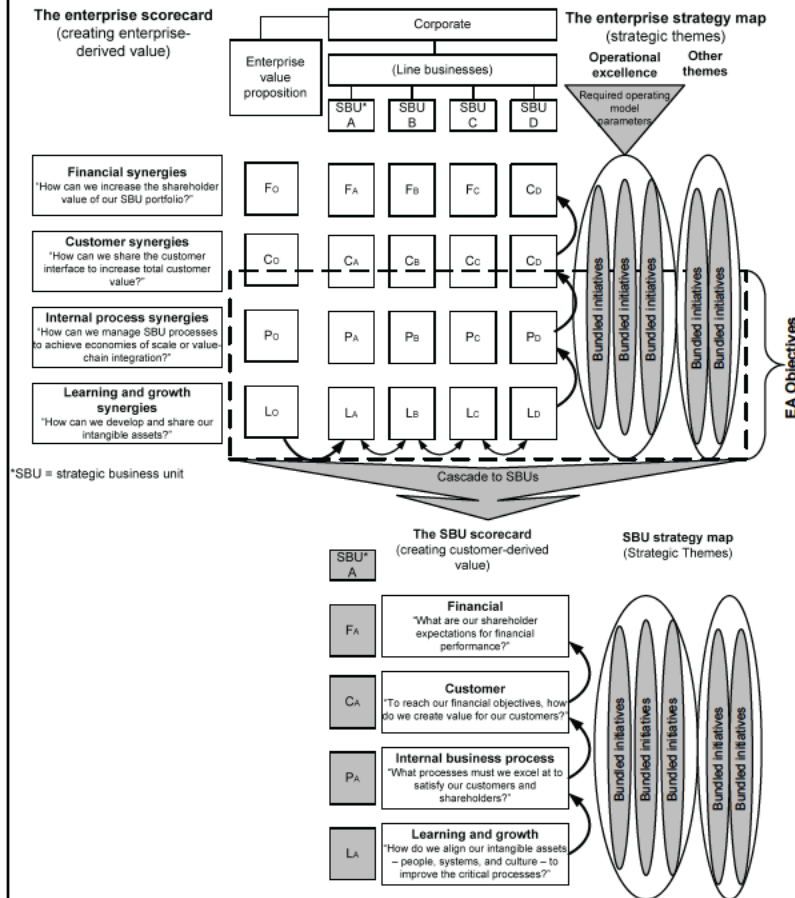 The enterprise scorecard
(creating enterprise-
derived value)
Corporate
Enterprise
value
proposition
(Line businesses)
SBU*
A
SBU
B
SBU
C
SBU
D
The enterprise strategy map
(strategic themes)
Operational
excellence
Other
themes
Required operating
model
parameters
Financial synergies
"How can we increase the shareholder
value of our SBU portfolio?"
FO
FA
FB
FC
CD
Customer synergies
"How can we share the customer
interface to increase total customer
value?"
CO
CA
CB
CC
CD
Internal process synergies
"How can we manage SBU processes
to achieve economies of scale or value-
chain integration?"
PO
PA
PB
PC
PD
Learning and growth
synergies
"How can we develop and share our
intangible assets?"
LO
LA
LB
LC
LD
Bundled initiatives
Bundled initiatives
Bundled initiatives
Bundled initiatives
Bundled initiatives
EA Objectives
*SBU = strategic business unit
Cascade to SBUs
The SBU scorecard
(creating customer-derived
value)
SBU strategy map
(Strategic Themes)
SBU*
A
FA
Financial
"What are our shareholder
expectations for financial
performance?"
CA
Customer
"To reach our financial objectives, how
do we create value for our customers?"
PA
Internal business process
"What processes must we excel at to
satisfy our customers and
shareholders?"
LA
Learning and growth
"How do we align our intangible assets
– people, systems, and culture – to
improve the critical processes?"
Bundled initiatives
Bundled initiatives
Bundled initiatives
Bundled initiatives
Bundled initiatives